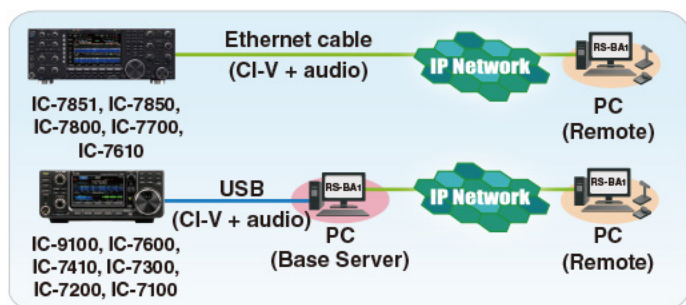 Ethernet cable
(CI-V + audio)
IP Network
RS-BA1
PC
(Remote)
IC-7851, IC-7850,
IC-7800, IC-7700,
IC-7610
USB
(CI-V + audio)
RS-BA1
PC
(Base Server)
IP Network
RS-BA1
PC
(Remote)
IC-9100, IC-7600,
IC-7410, IC-7300,
IC-7200, IC-7100